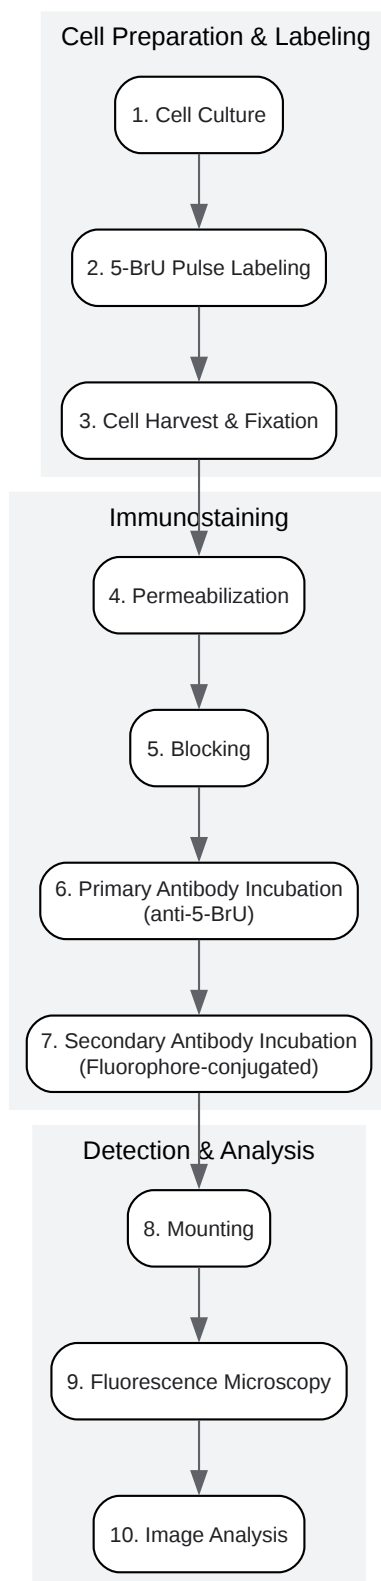 Cell Preparation & Labeling
1. Cell Culture
2. 5-BrU Pulse Labeling
3. Cell Harvest & Fixation
Immunostaining
4. Permeabilization
5. Blocking
6. Primary Antibody Incubation
(anti-5-BrU)
7. Secondary Antibody Incubation
(Fluorophore-conjugated)
Detection & Analysis
8. Mounting
9. Fluorescence Microscopy
10. Image Analysis